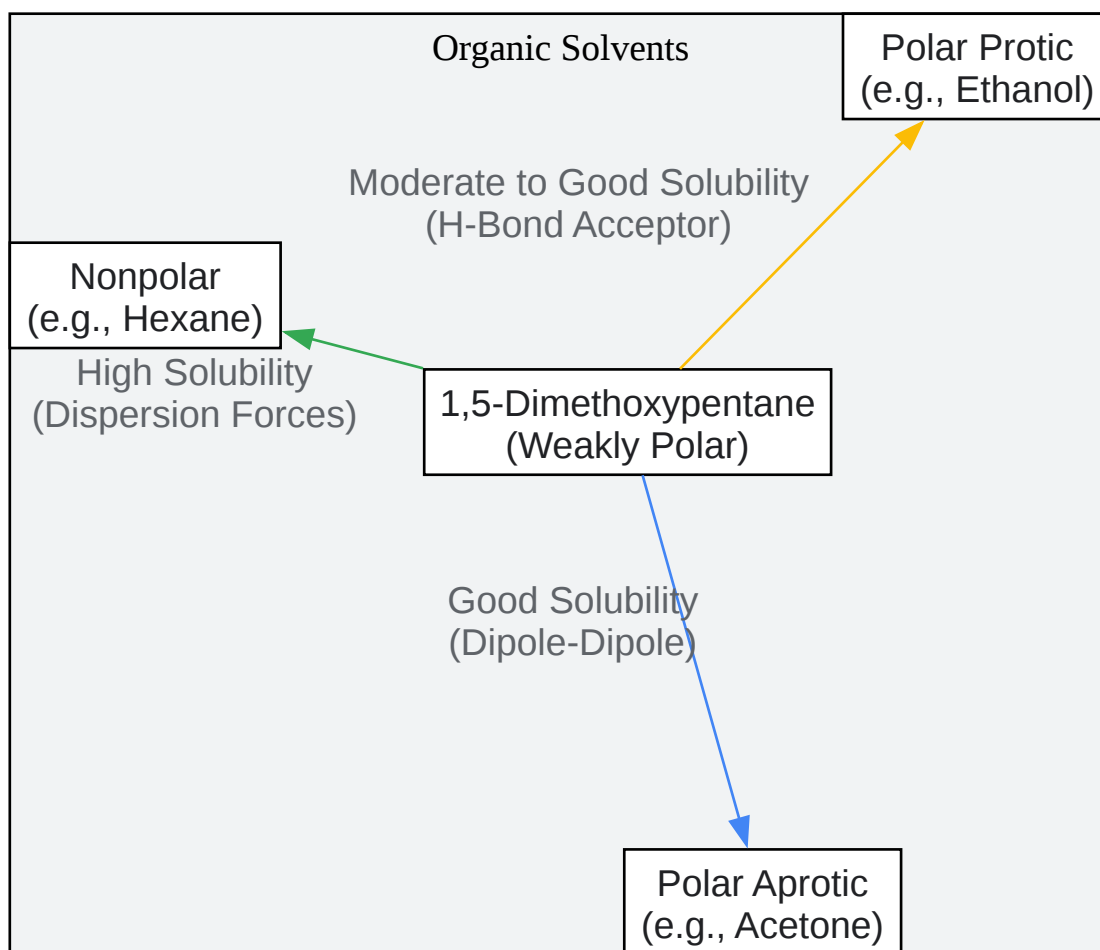 Organic Solvents
Polar Protic
(e.g., Ethanol)
Moderate to Good Solubility
(H-Bond Acceptor)
Nonpolar
(e.g., Hexane)
High Solubility
(Dispersion Forces)
1,5-Dimethoxypentane
(Weakly Polar)
Good Solubility
(Dipole-Dipole)
Polar Aprotic
(e.g., Acetone)